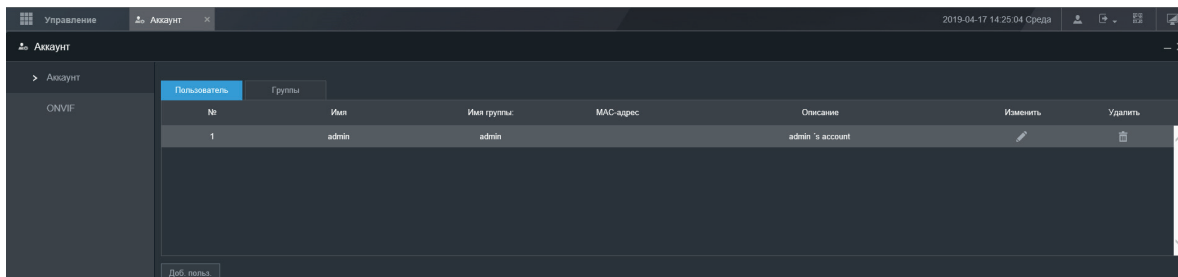 Управление Аккаунт × 2019-04-17 14:25:04 Среда
Аккаунт
> Аккаунт
ONVIF
Пользователь Группы
№ Имя Имя группы: MAC-адрес Описание Изменить Удалить
1 admin admin admin 's account
Доб. польз.